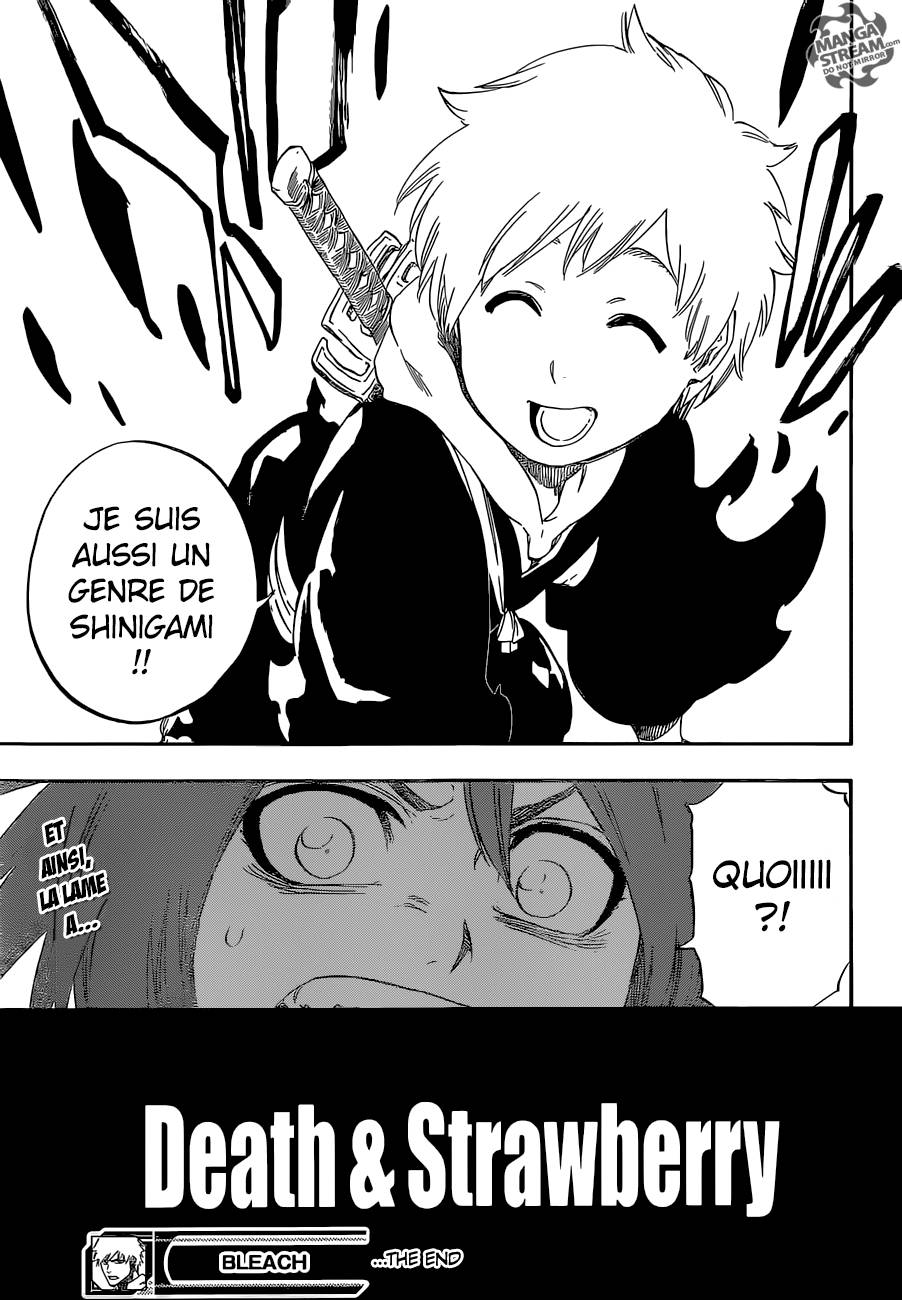 MANGA
STREAM.com
DO NOT MIRROR
JE SUIS
AUSSI UN
GENRE DE
SHINIGAMI
!!
ET
AINSI,
LA LAME
A...
QUOIIIIII
?!
Death & Strawberry
BLEACH
...THE END